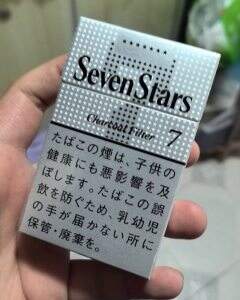 7
Seven Stars
Charcoal Filter 7
たばこの煙は、子供の
健康にも悪影響を及
ぼします。たばこの誤
飲を防ぐため、乳幼児
の手が届かない所に
保管・廃棄を。